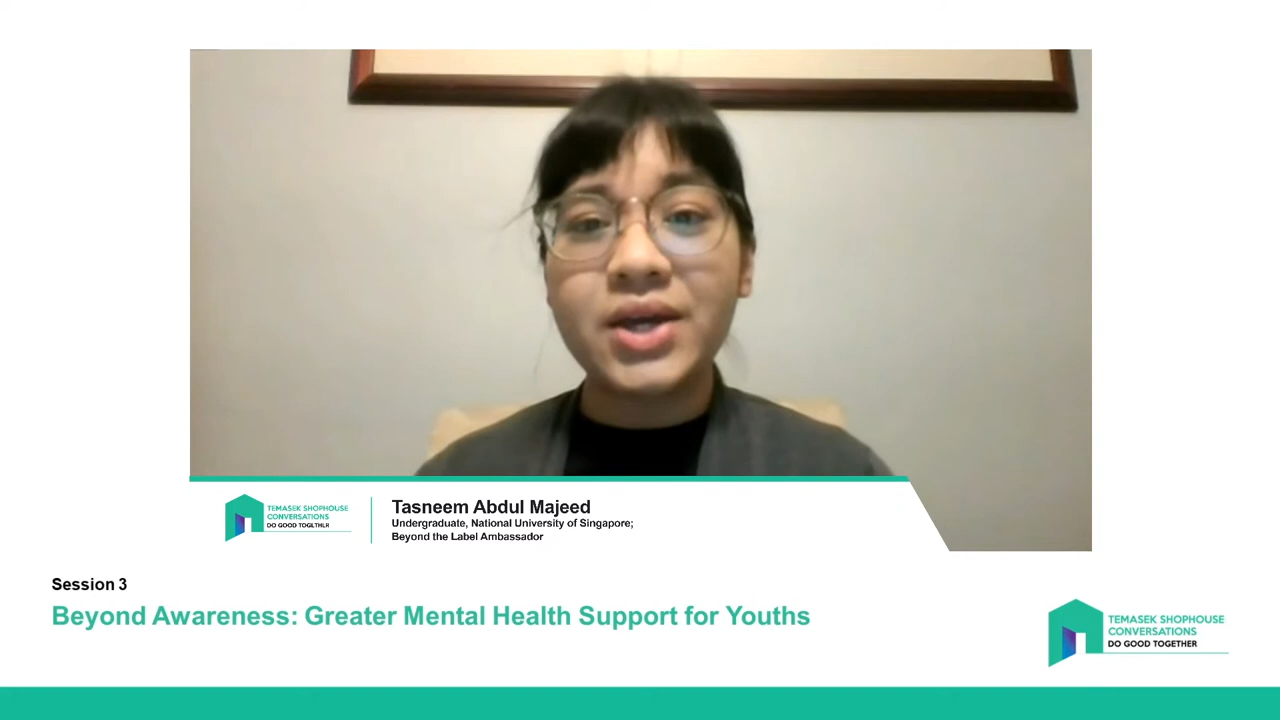 TEMASEK SHOPHOUSE
CONVERSATIONS
DO GOOD TOGETHER
Tasneem Abdul Majeed
Undergraduate, National University of Singapore;
Beyond the Label Ambassador
Session 3
Beyond Awareness: Greater Mental Health Support for Youths
TEMASEK SHOPHOUSE
CONVERSATIONS
DO GOOD TOGETHER